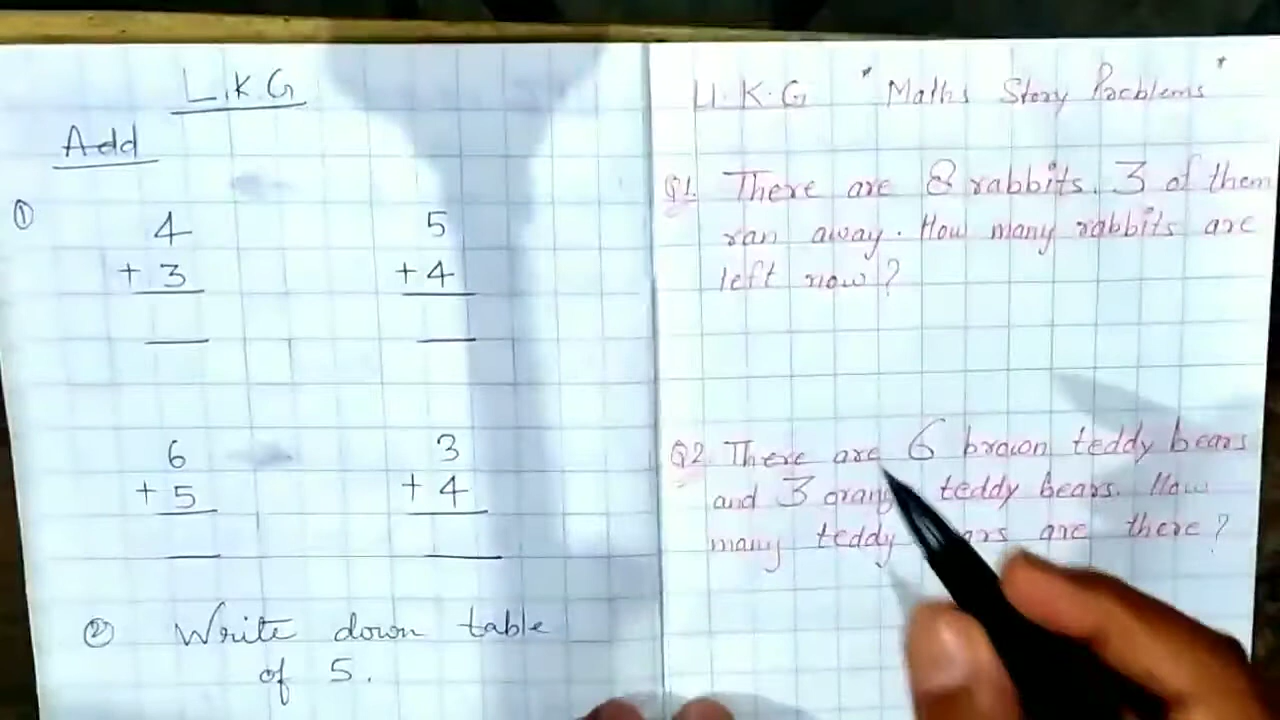 L.K.G
Add
① 4 5
+ 3 + 4
6 3
+ 5 + 4
② Write down table
of 5.
U.K.G "Maths Story Problems"
Q1. There are 8 rabbits. 3 of them
ran away. How many rabbits are
left now?
Q2. There are 6 brown teddy bears
and 3 teddy bears. How
many teddy are there?